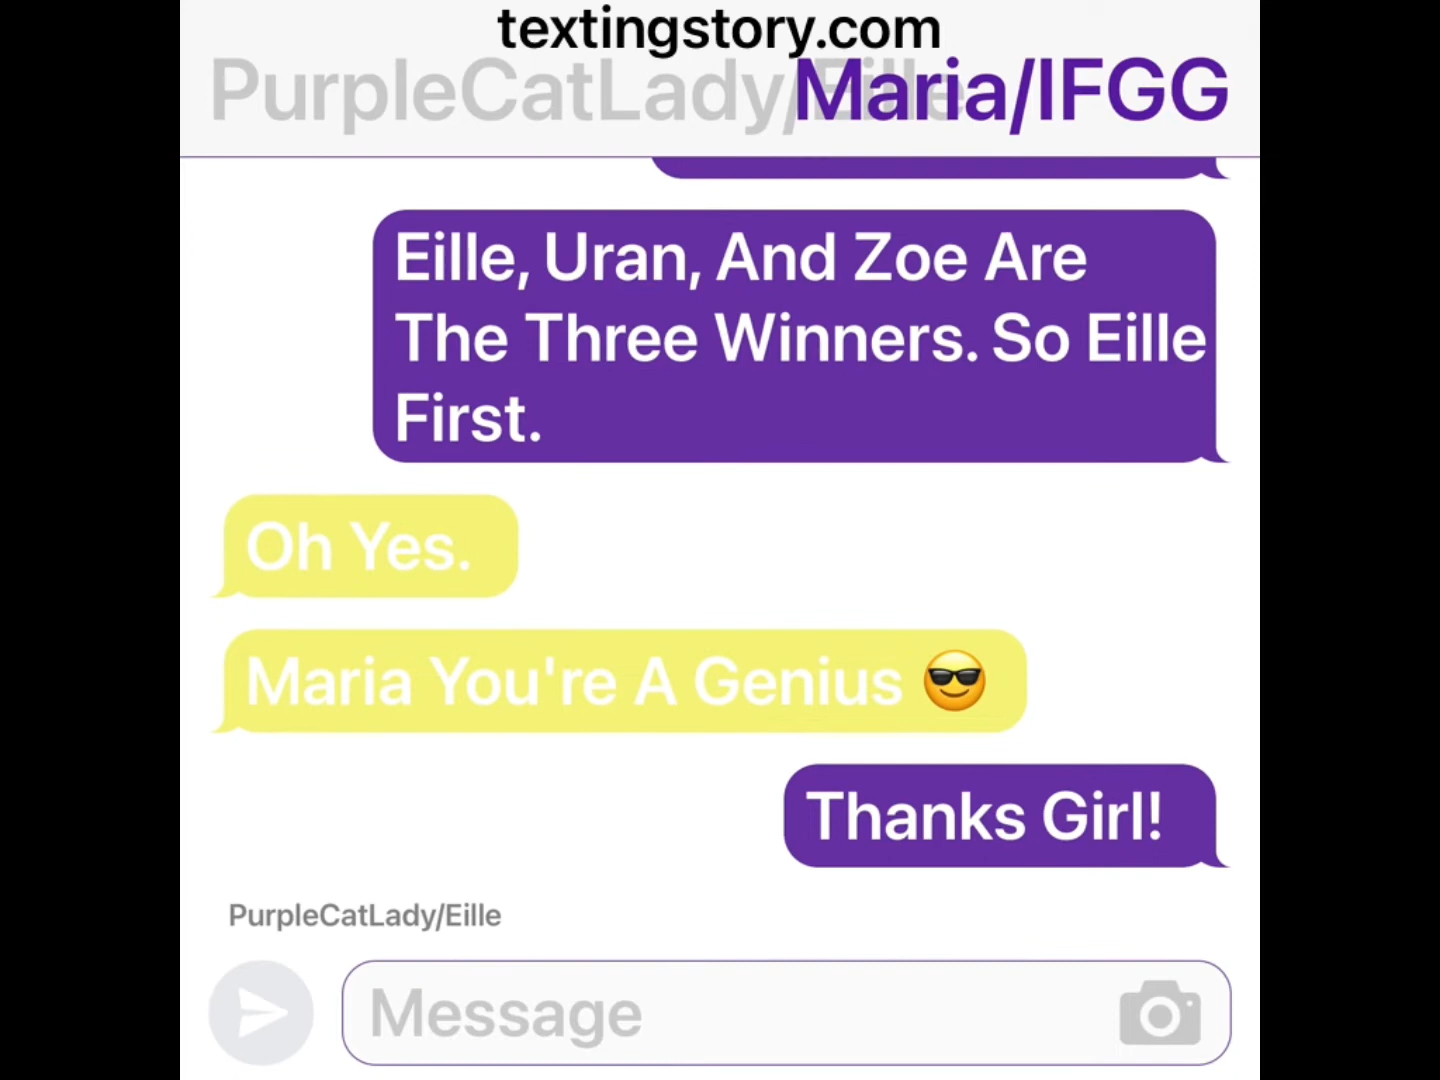 textingstory.com
PurpleCatLady/Eille
Maria/IFGG
Eille, Uran, And Zoe Are
The Three Winners. So Eille
First.
Oh Yes.
Maria You're A Genius 😎
Thanks Girl!
PurpleCatLady/Eille
Message